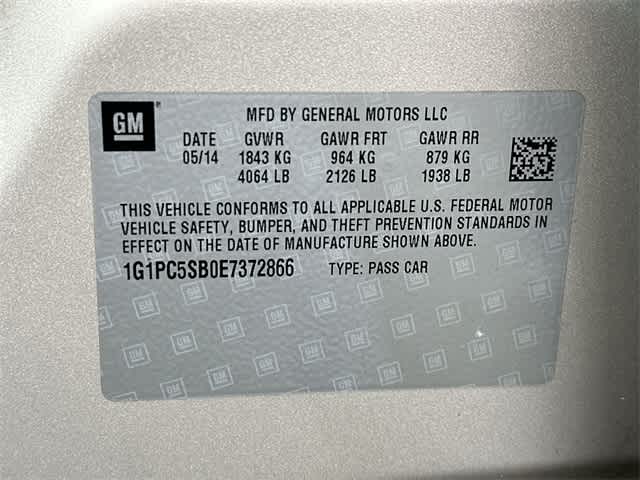 GM
MFD BY GENERAL MOTORS LLC
DATE GVWR GAWR FRT GAWR RR
05/14 1843 KG 964 KG 879 KG
4064 LB 2126 LB 1938 LB
THIS VEHICLE CONFORMS TO ALL APPLICABLE U.S. FEDERAL MOTOR
VEHICLE SAFETY, BUMPER, AND THEFT PREVENTION STANDARDS IN
EFFECT ON THE DATE OF MANUFACTURE SHOWN ABOVE.
1G1PC5SB0E7372866 TYPE: PASS CAR